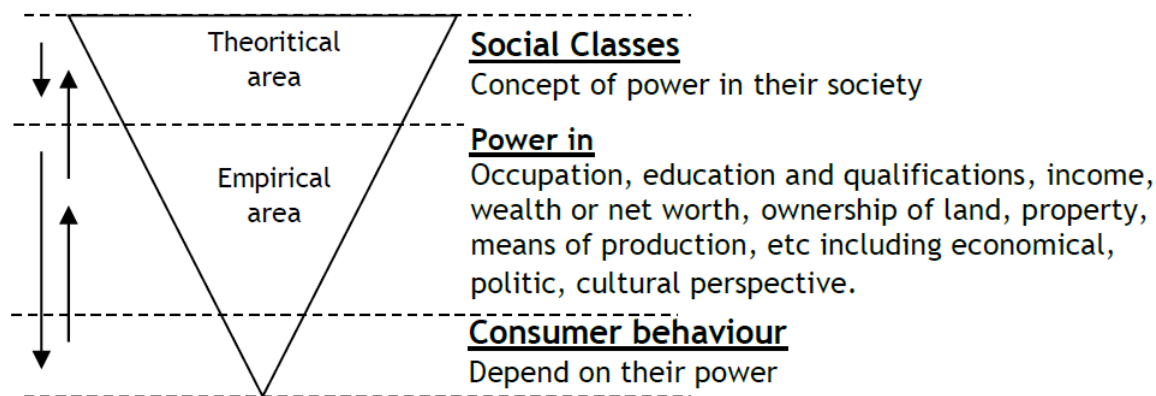 Theoritical
area
Social Classes
Concept of power in their society
Empirical
area
Power in
Occupation, education and qualifications, income,
wealth or net worth, ownership of land, property,
means of production, etc including economical,
politic, cultural perspective.
Consumer behaviour
Depend on their power